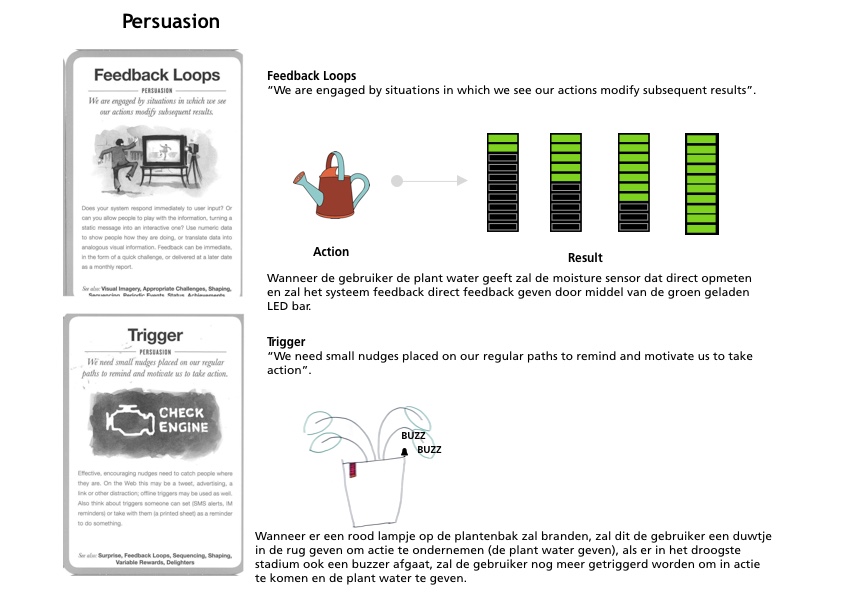 Persuasion
Feedback Loops
PERSUASION
We are engaged by situations in which we see
our actions modify subsequent results.
Does your system respond immediately to user input? Or
can you allow people to play with the information, turning a
static message into an interactive one? Use numeric data
to show people how they are doing, or translate data into
analogous visual information. Feedback can be immediate,
in the form of a quick challenge, or delivered at a later date
as a monthly report.
See also: Visual Imagery, Appropriate Challenges, Shaping,
Sequencing, Periodic Events, Status, Achievements
Feedback Loops
“We are engaged by situations in which we see our actions modify subsequent results”.
Action
Result
Wanneer de gebruiker de plant water geeft zal de moisture sensor dat direct opmeten
en zal het systeem feedback direct feedback geven door middel van de groen geladen
LED bar.
Trigger
PERSUASION
We need small nudges placed on our regular
paths to remind and motivate us to take action.
CHECK
ENGINE
Effective, encouraging nudges need to catch people where
they are. On the Web this may be a tweet, advertising, a
link or other distraction; offline triggers may be used as well.
Also think about triggers someone can set (SMS alerts, IM
reminders) or take with them (a printed sheet) as a reminder
to do something.
See also: Surprise, Feedback Loops, Sequencing, Shaping,
Variable Rewards, Delighters
Trigger
“We need small nudges placed on our regular paths to remind and motivate us to take
action”.
BUZZ
BUZZ
Wanneer er een rood lampje op de plantenbak zal branden, zal dit de gebruiker een duwtje
in de rug geven om actie te ondernemen (de plant water geven), als er in het droogste
stadium ook een buzzer afgaat, zal de gebruiker nog meer getriggerd worden om in actie
te komen en de plant water te geven.